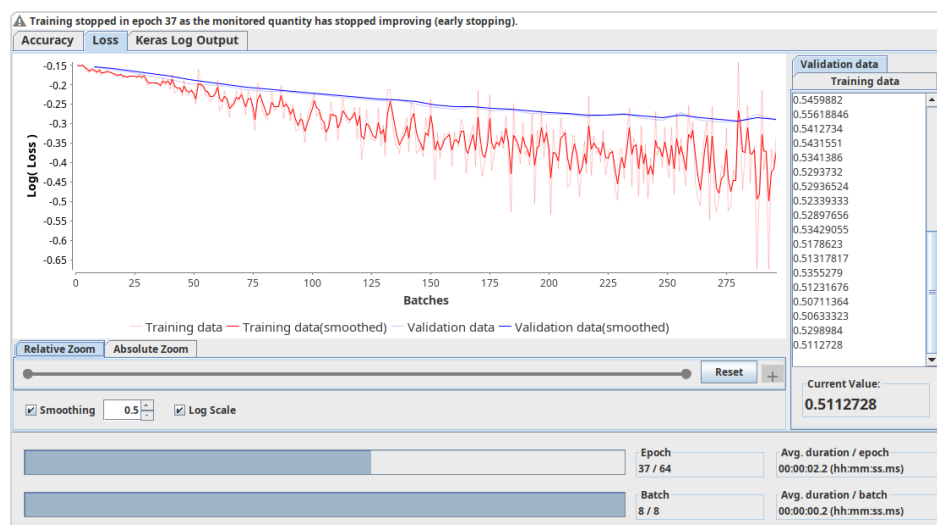 Training stopped in epoch 37 as the monitored quantity has stopped improving (early stopping).
Accuracy Loss Keras Log Output
-0.15
-0.2
-0.25
-0.3
-0.35
-0.4
-0.45
-0.5
-0.55
-0.6
-0.65
Log( Loss )
0 25 50 75 100 125 150 175 200 225 250 275
Batches
Training data Training data(smoothed) Validation data Validation data(smoothed)
Validation data
Training data
0.5459882
0.55618846
0.5412734
0.5431551
0.5341386
0.5293732
0.52936524
0.52339333
0.52897656
0.53429055
0.5178623
0.51317817
0.5355279
0.51231676
0.50711364
0.50633323
0.5298984
0.5112728
Current Value:
0.5112728
Relative Zoom Absolute Zoom
Reset +
Smoothing 0.5 + - Log Scale
Epoch
37 / 64
Avg. duration / epoch
00:00:02.2 (hh:mm:ss.ms)
Batch
8 / 8
Avg. duration / batch
00:00:00.2 (hh:mm:ss.ms)